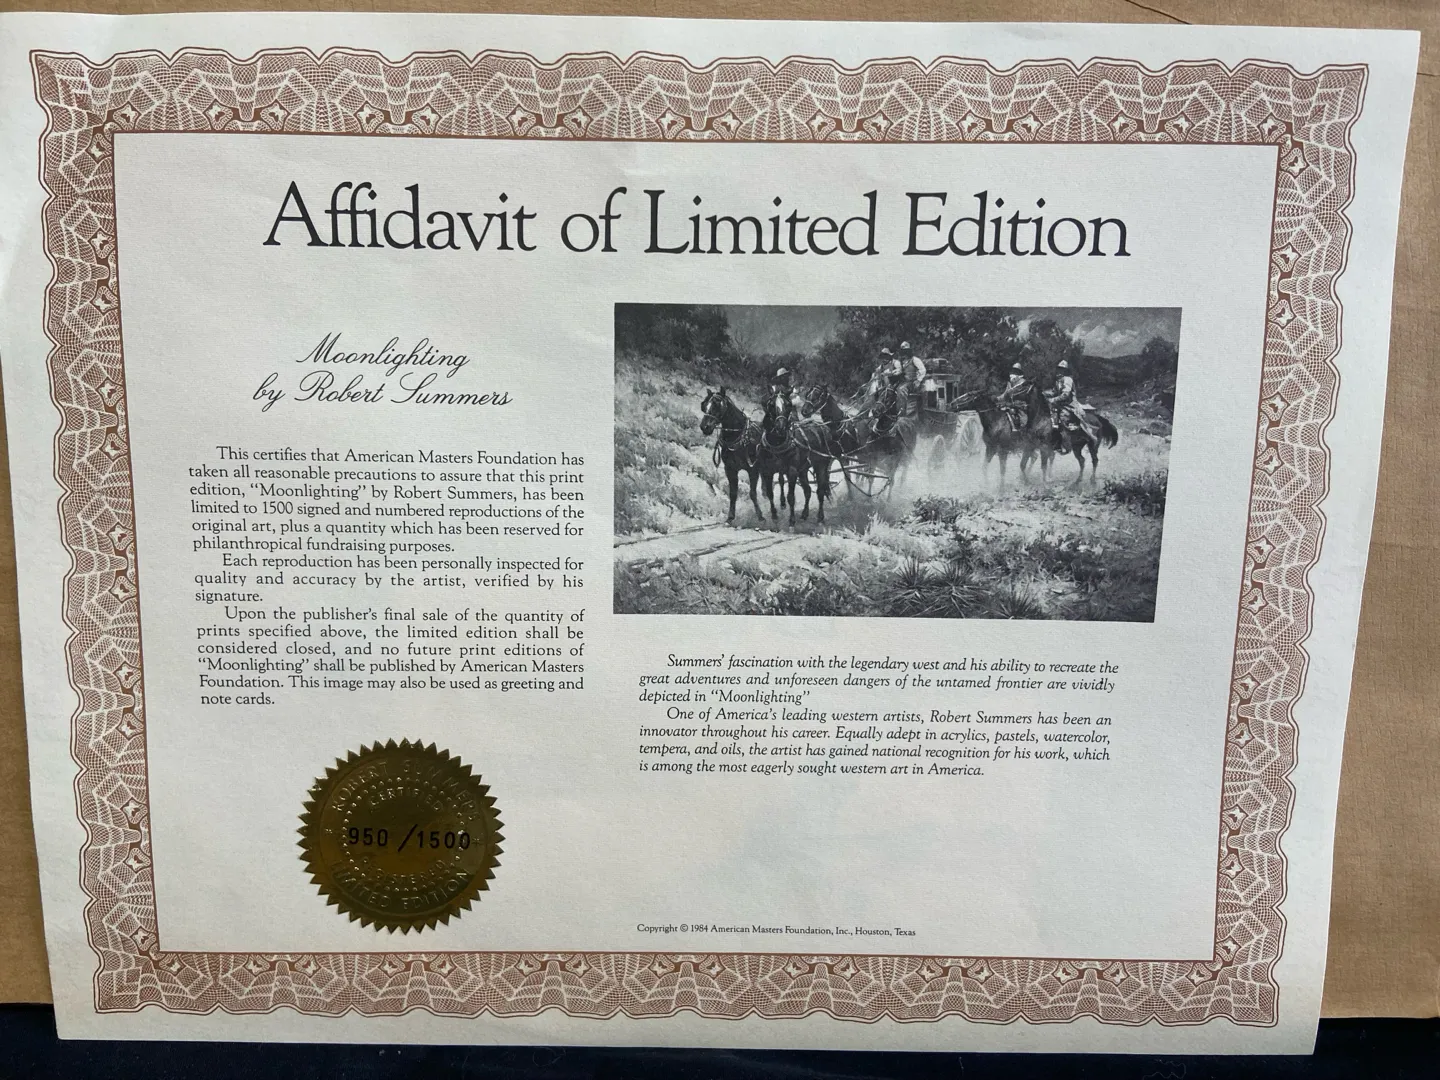 Affidavit of Limited Edition
Moonlighting
by Robert Summers
This certifies that American Masters Foundation has
taken all reasonable precautions to assure that this print
edition, "Moonlighting" by Robert Summers, has been
limited to 1500 signed and numbered reproductions of the
original art, plus a quantity which has been reserved for
philanthropical fundraising purposes.
Each reproduction has been personally inspected for
quality and accuracy by the artist, verified by his
signature.
Upon the publisher's final sale of the quantity of
prints specified above, the limited edition shall be
considered closed, and no future print editions of
"Moonlighting" shall be published by American Masters
Foundation. This image may also be used as greeting and
note cards.
Summers' fascination with the legendary west and his ability to recreate the
great adventures and unforeseen dangers of the untamed frontier are vividly
depicted in "Moonlighting"
One of America's leading western artists, Robert Summers has been an
innovator throughout his career. Equally adept in acrylics, pastels, watercolor,
tempera, and oils, the artist has gained national recognition for his work, which
is among the most eagerly sought western art in America.
ROBERT SUMMERS
CERTIFIED
950 /1500
LIMITED EDITION
Copyright © 1984 American Masters Foundation, Inc., Houston, Texas